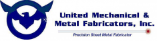 United Mechanical &
Metal Fabricators, Inc.
Precision Sheet Metal Fabricator